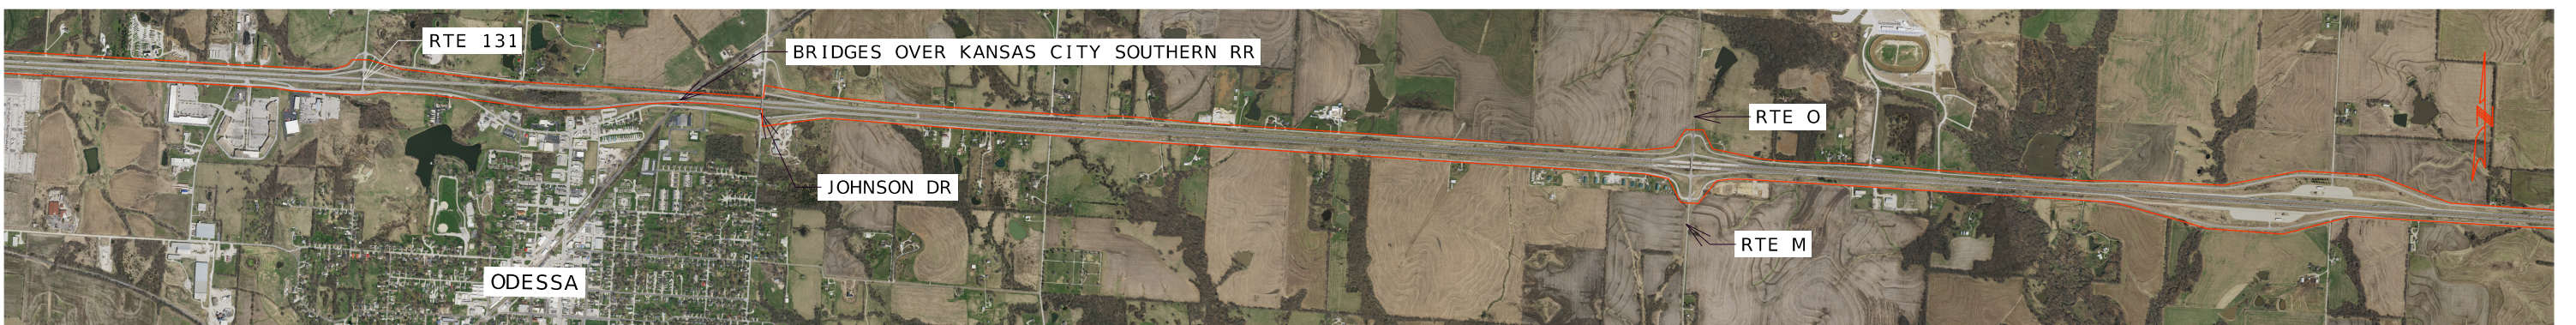 RTE 131
BRIDGES OVER KANSAS CITY SOUTHERN RR
RTE O
JOHNSON DR
RTE M
ODESSA